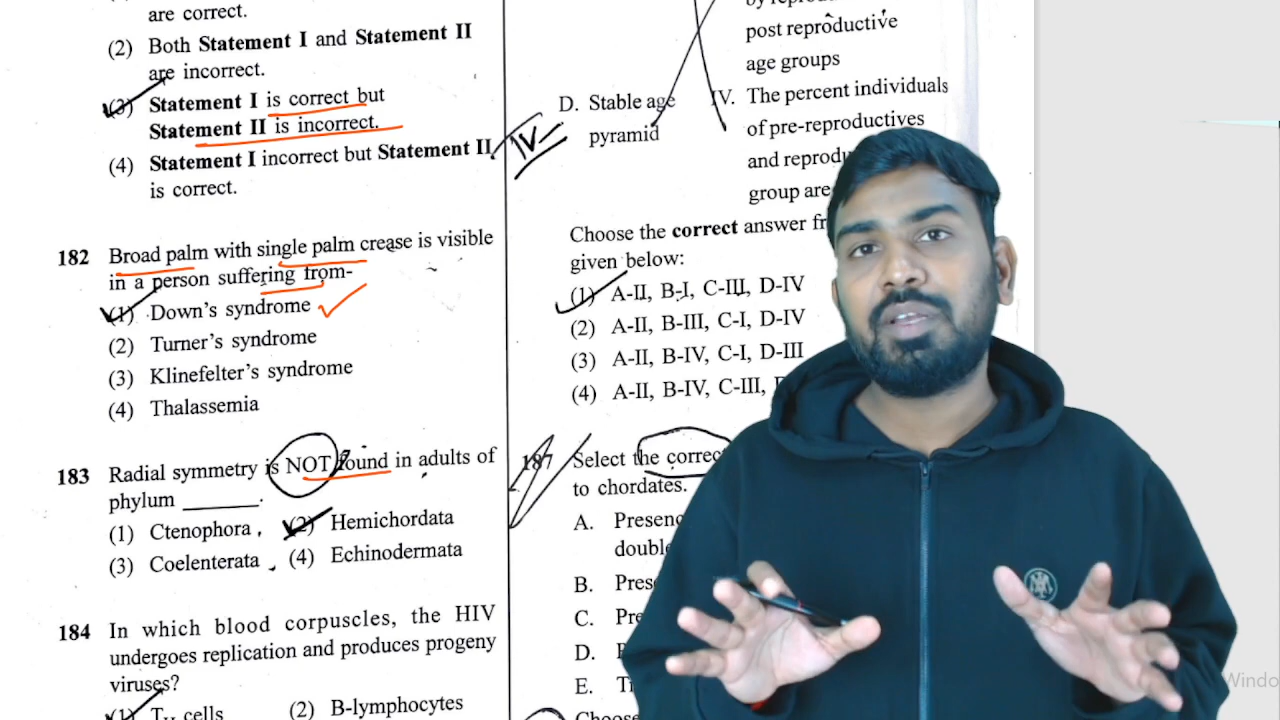 are correct.
(2) Both Statement I and Statement II
are incorrect.
(3) Statement I is correct but
Statement II is incorrect.
(4) Statement I incorrect but Statement II
is correct.
182 Broad palm with single palm crease is visible
in a person suffering from-
(1) Down's syndrome
(2) Turner's syndrome
(3) Klinefelter's syndrome
(4) Thalassemia
183 Radial symmetry is NOT found in adults of
phylum ______.
(1) Ctenophora, (2) Hemichordata
(3) Coelenterata (4) Echinodermata
184 In which blood corpuscles, the HIV
undergoes replication and produces progeny
viruses?
(1) TH cells (2) B-lymphocytes
post reproductive
age groups
D. Stable age IV. The percent individuals
pyramid of pre-reproductives
IV
and
group are
Choose the correct answer
given below:
(1) A-II, B-I, C-III, D-IV
(2) A-II, B-III, C-I, D-IV
(3) A-II, B-IV, C-I, D-III
(4) A-II, B-IV, C-III,
187 Select the correc
to chordates.
A.
double
B.
C.
D.
E.
Choose